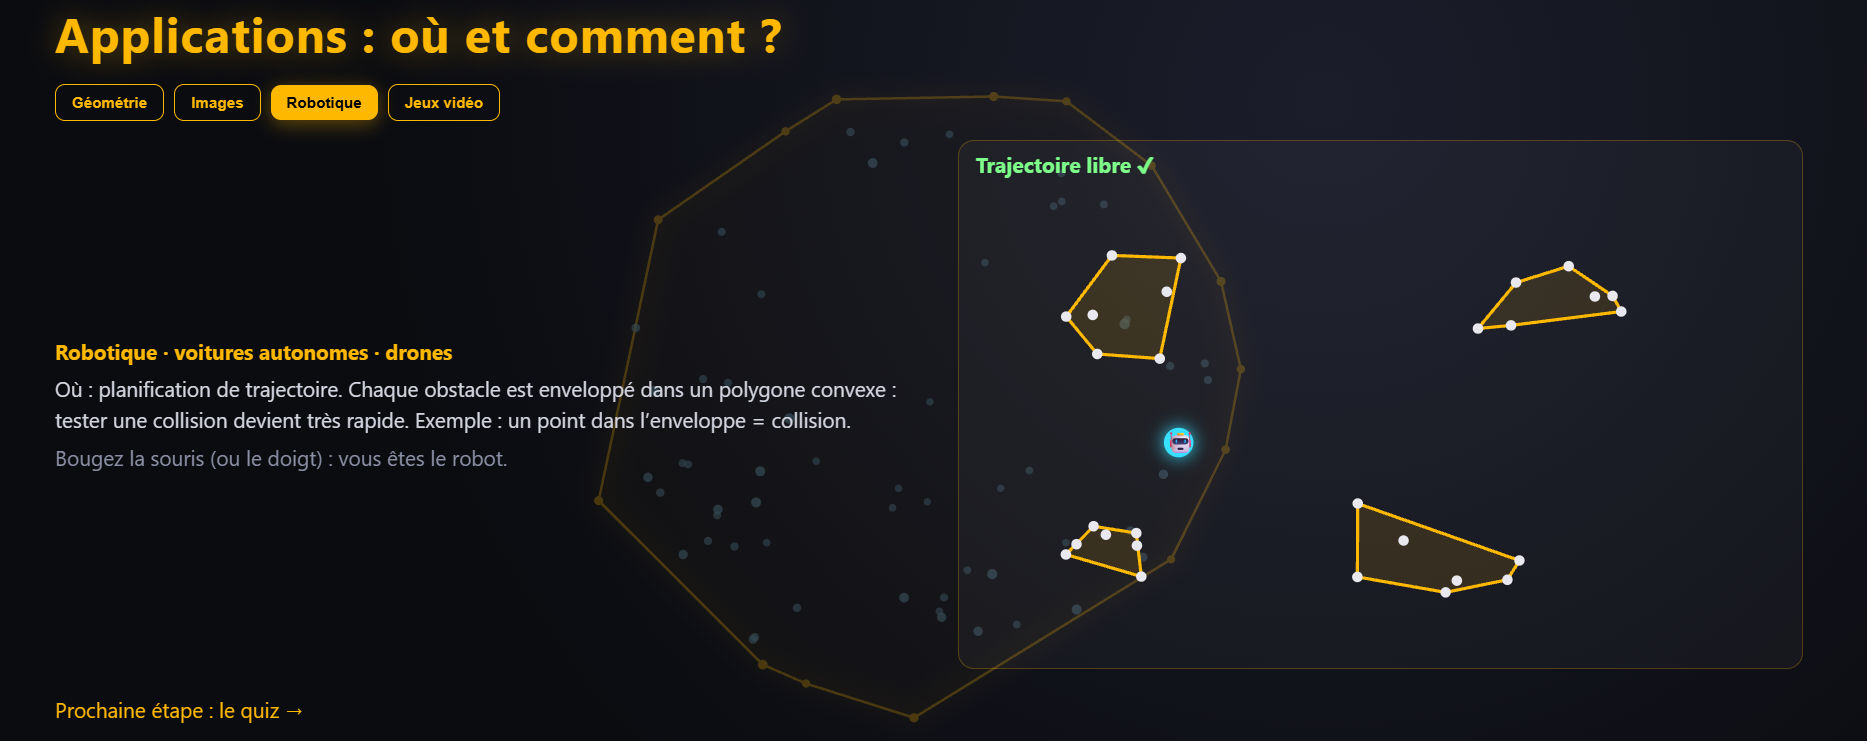 Applications : où et comment ?
Géométrie
Images
Robotique
Jeux vidéo
Trajectoire libre ✓
Robotique · voitures autonomes · drones
Où : planification de trajectoire. Chaque obstacle est enveloppé dans un polygone convexe :
tester une collision devient très rapide. Exemple : un point dans l’enveloppe = collision.
Bougez la souris (ou le doigt) : vous êtes le robot.
Prochaine étape : le quiz →